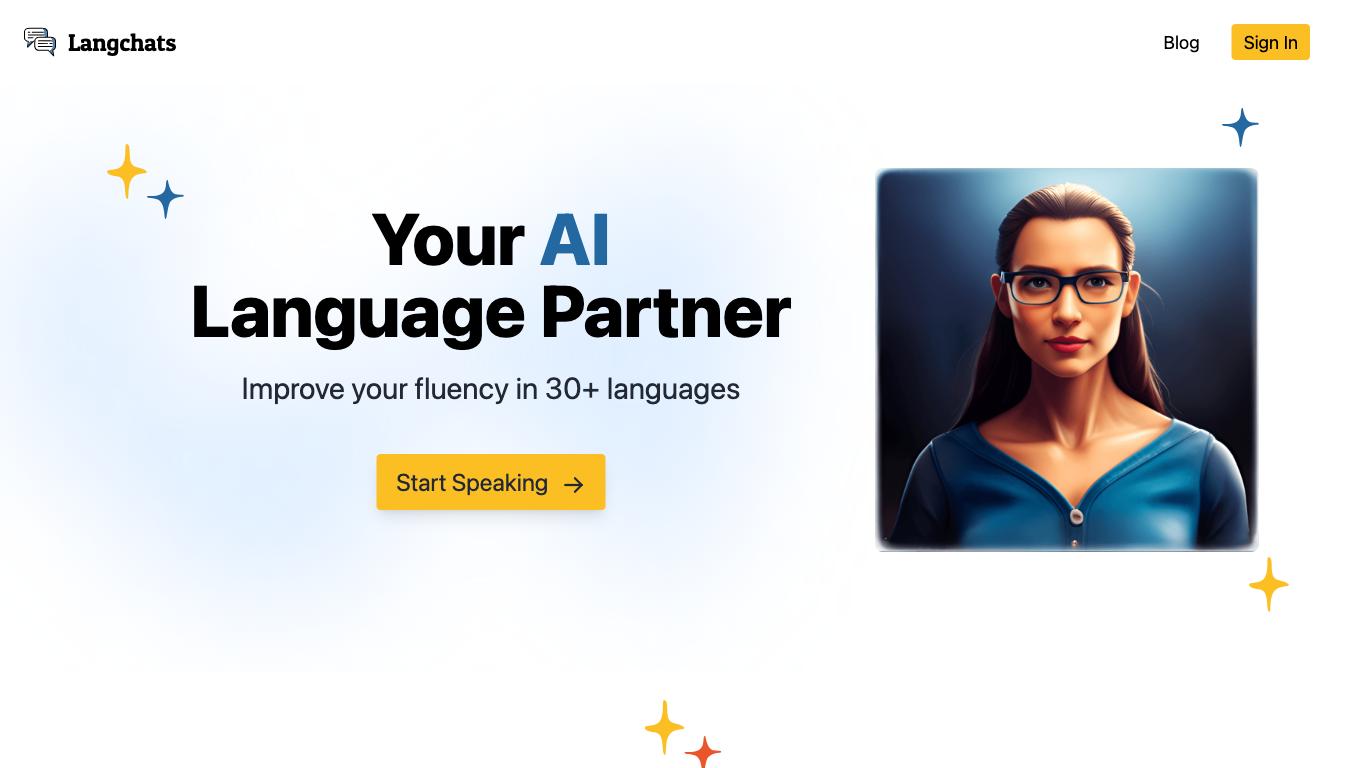 Langchats
Blog
Sign In
Your AI
Language Partner
Improve your fluency in 30+ languages
Start Speaking →